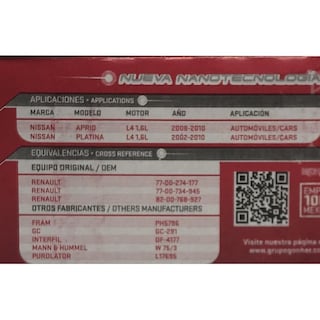 NUEVA NANOTECNOLOGÍA
APLICACIONES • APPLICATIONS
MARCA MODELO MOTOR AÑO APLICACIÓN
NISSAN APRIO L4 1.6L 2008-2010 AUTOMÓVILES/CARS
NISSAN PLATINA L4 1.6L 2002-2010 AUTOMÓVILES/CARS
EQUIVALENCIAS • CROSS REFERENCE
EQUIPO ORIGINAL / OEM
RENAULT 77-00-274-177
RENAULT 77-00-734-945
RENAULT 82-00-768-927
OTROS FABRICANTES / OTHERS MANUFACTURERS
FRAM PH5796
GC GC-291
INTERFIL OF-4177
MANN & HUMMEL W 75/3
PUROLATOR L17695
Visite nuestra página
www.grupogonher.com